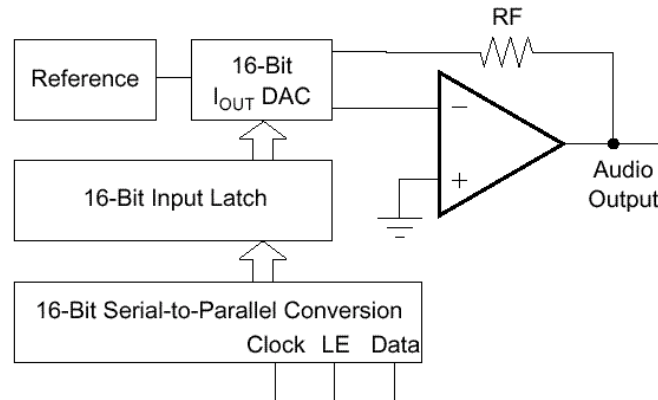 RF
Reference
16-Bit
IOUT DAC
−
+
Audio
Output
16-Bit Input Latch
16-Bit Serial-to-Parallel Conversion
Clock LE Data